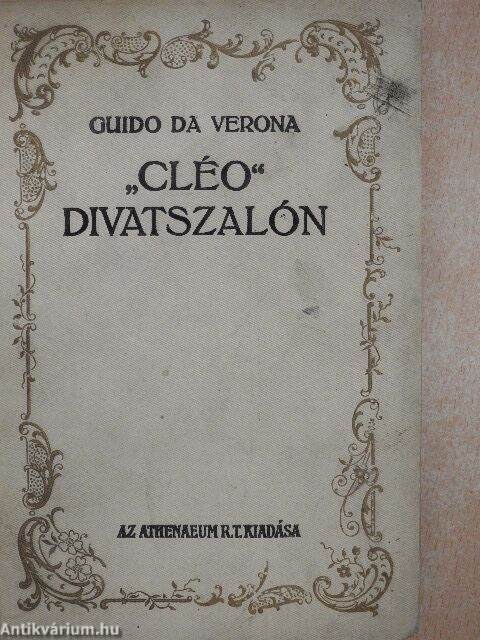 GUIDO DA VERONA
„CLÉO“
DIVATSZALÓN
AZ ATHENAEUM R.T. KIADÁSA
Antikvárium.hu